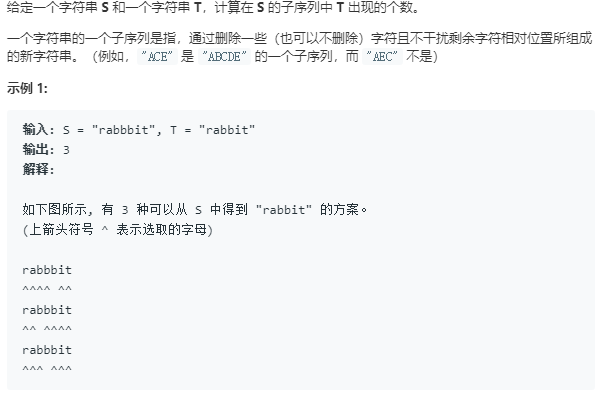 给定一个字符串 S 和一个字符串 T，计算在 S 的子序列中 T 出现的个数。
一个字符串的一个子序列是指，通过删除一些（也可以不删除）字符且不干扰剩余字符相对位置所组成
的新字符串。（例如，"ACE" 是 "ABCDE" 的一个子序列，而 "AEC" 不是）
示例 1:
输入: S = "rabbbit", T = "rabbit"
输出: 3
解释:
如下图所示, 有 3 种可以从 S 中得到 "rabbit" 的方案。
(上箭头符号 ^ 表示选取的字母)
rabbbit
^^^^ ^^
rabbbit
^^ ^^^^
rabbbit
^^^ ^^^